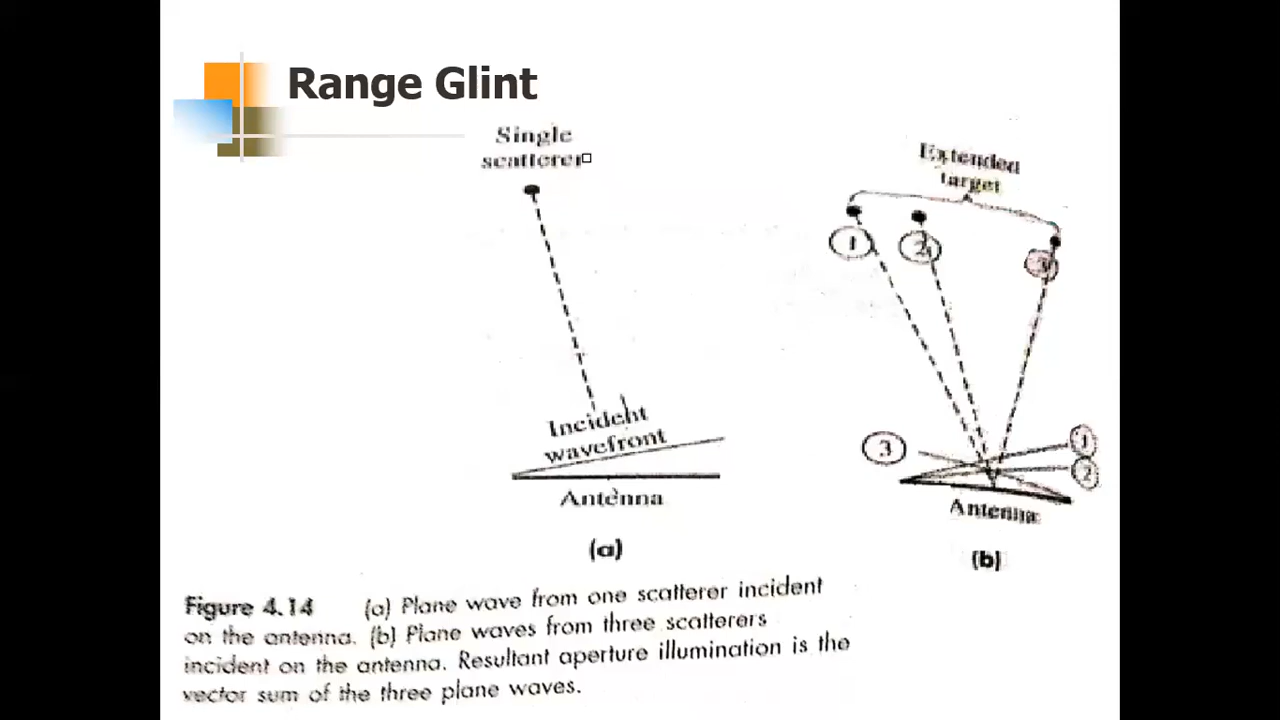 Range Glint
Single
scatterer
Incident
wavefront
Antenna
(a)
Extended
target
1
2
3
3
1
2
Antenna
(b)
Figure 4.14 (a) Plane wave from one scatterer incident
on the antenna. (b) Plane waves from three scatterers
incident on the antenna. Resultant aperture illumination is the
vector sum of the three plane waves.